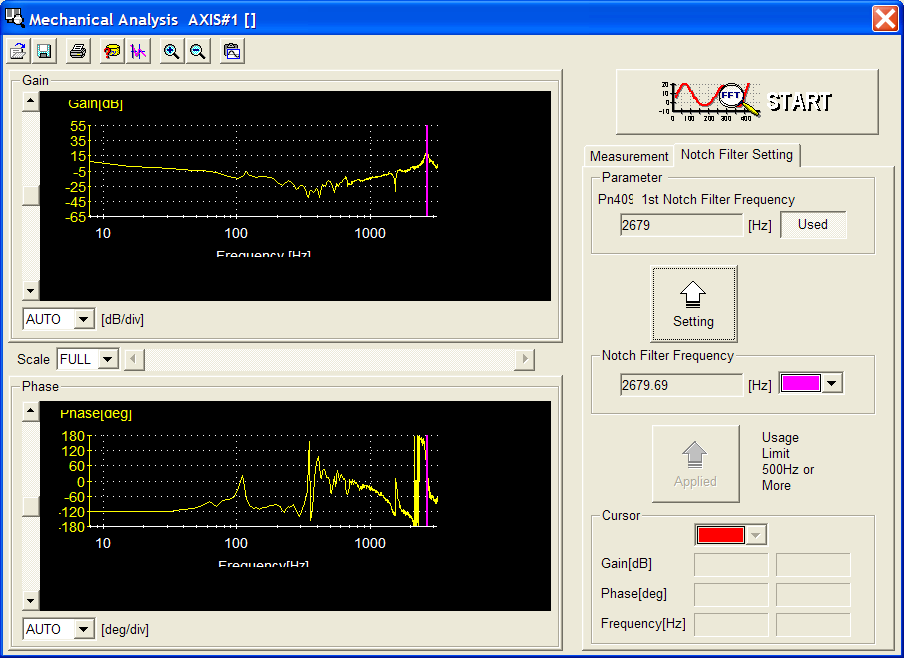 Mechanical Analysis AXIS#1 []
Gain
Gain[dB]
55
35
15
-5
-25
-45
-65
10 100 1000
Frequency [Hz]
AUTO [dB/div]
Scale FULL
Phase
Phase[deg]
180
120
60
0
-60
-120
-180
10 100 1000
Frequency[Hz]
AUTO [deg/div]
20
10
0
-10
0 100 200 300 400
FFT
START
Measurement Notch Filter Setting
Parameter
Pn409 1st Notch Filter Frequency
2679 [Hz] Used
Setting
Notch Filter Frequency
2679.69 [Hz]
Applied
Usage
Limit
500Hz or
More
Cursor
Gain[dB]
Phase[deg]
Frequency[Hz]